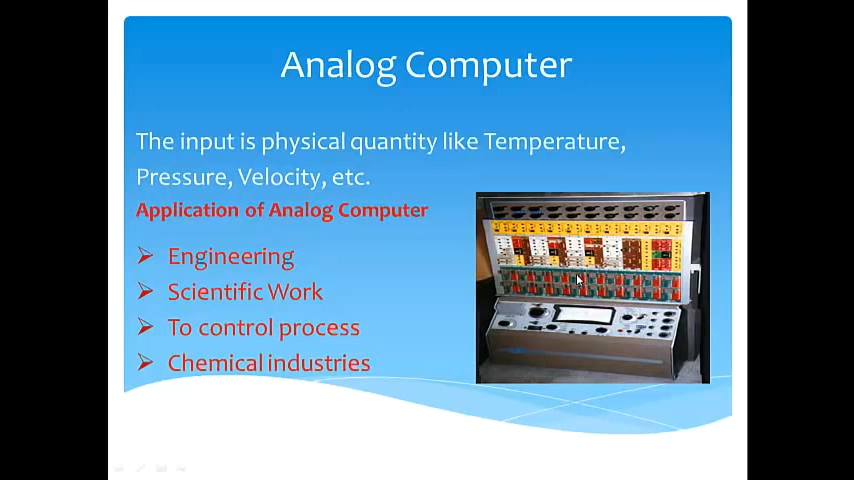 Analog Computer
The input is physical quantity like Temperature,
Pressure, Velocity, etc.
Application of Analog Computer
Engineering
Scientific Work
To control process
Chemical industries